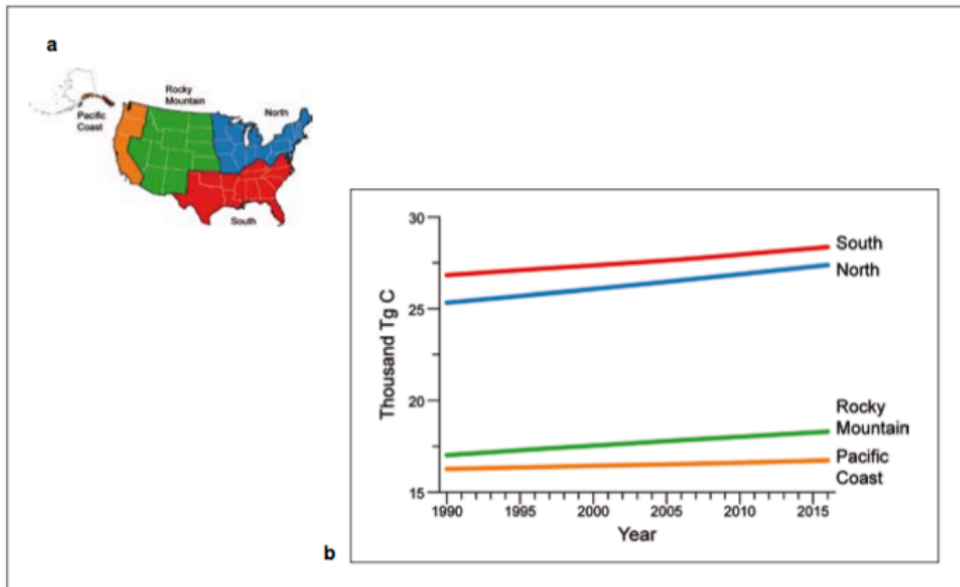 a
Rocky
Mountain
North
Pacific
Coast
South
30
South
North
25
Thousand Tg C
20
Rocky
Mountain
Pacific
Coast
15
1990 1995 2000 2005 2010 2015
Year
b